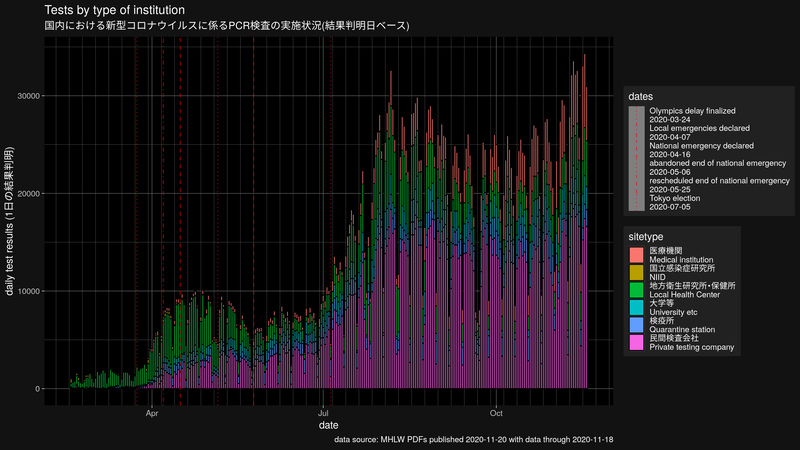 Tests by type of institution
国内における新型コロナウイルスに係るPCR検査の実施状況(結果判明日ベース)
daily test results (1日の結果判明)
30000
20000
10000
0
Apr
Jul
Oct
date
dates
Olympics delay finalized
2020-03-24
Local emergencies declared
2020-04-07
National emergency declared
2020-04-16
abandoned end of national emergency
2020-05-06
rescheduled end of national emergency
2020-05-25
Tokyo election
2020-07-05
sitetype
医療機関
Medical institution
国立感染症研究所
NIID
地方衛生研究所・保健所
Local Health Center
大学等
University etc
検疫所
Quarantine station
民間検査会社
Private testing company
data source: MHLW PDFs published 2020-11-20 with data through 2020-11-18